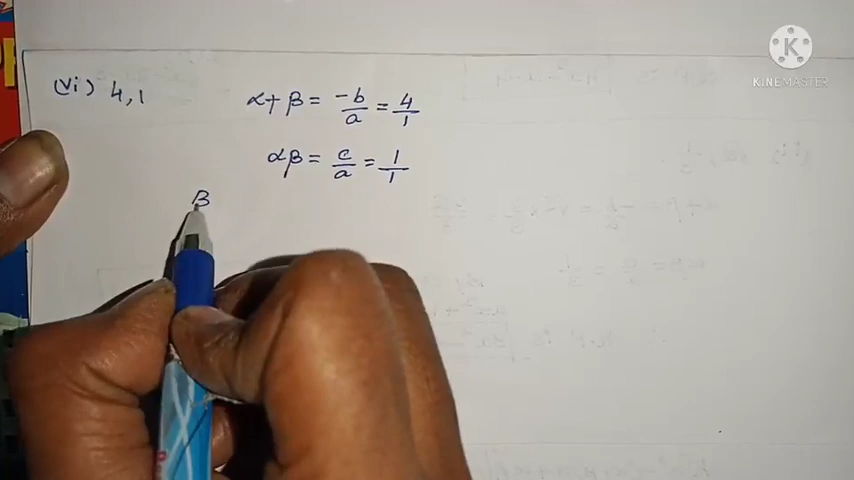 (vi) 4,1
α+β = -b/a = 4/1
αβ = c/a = 1/1
B
KINEMASTER